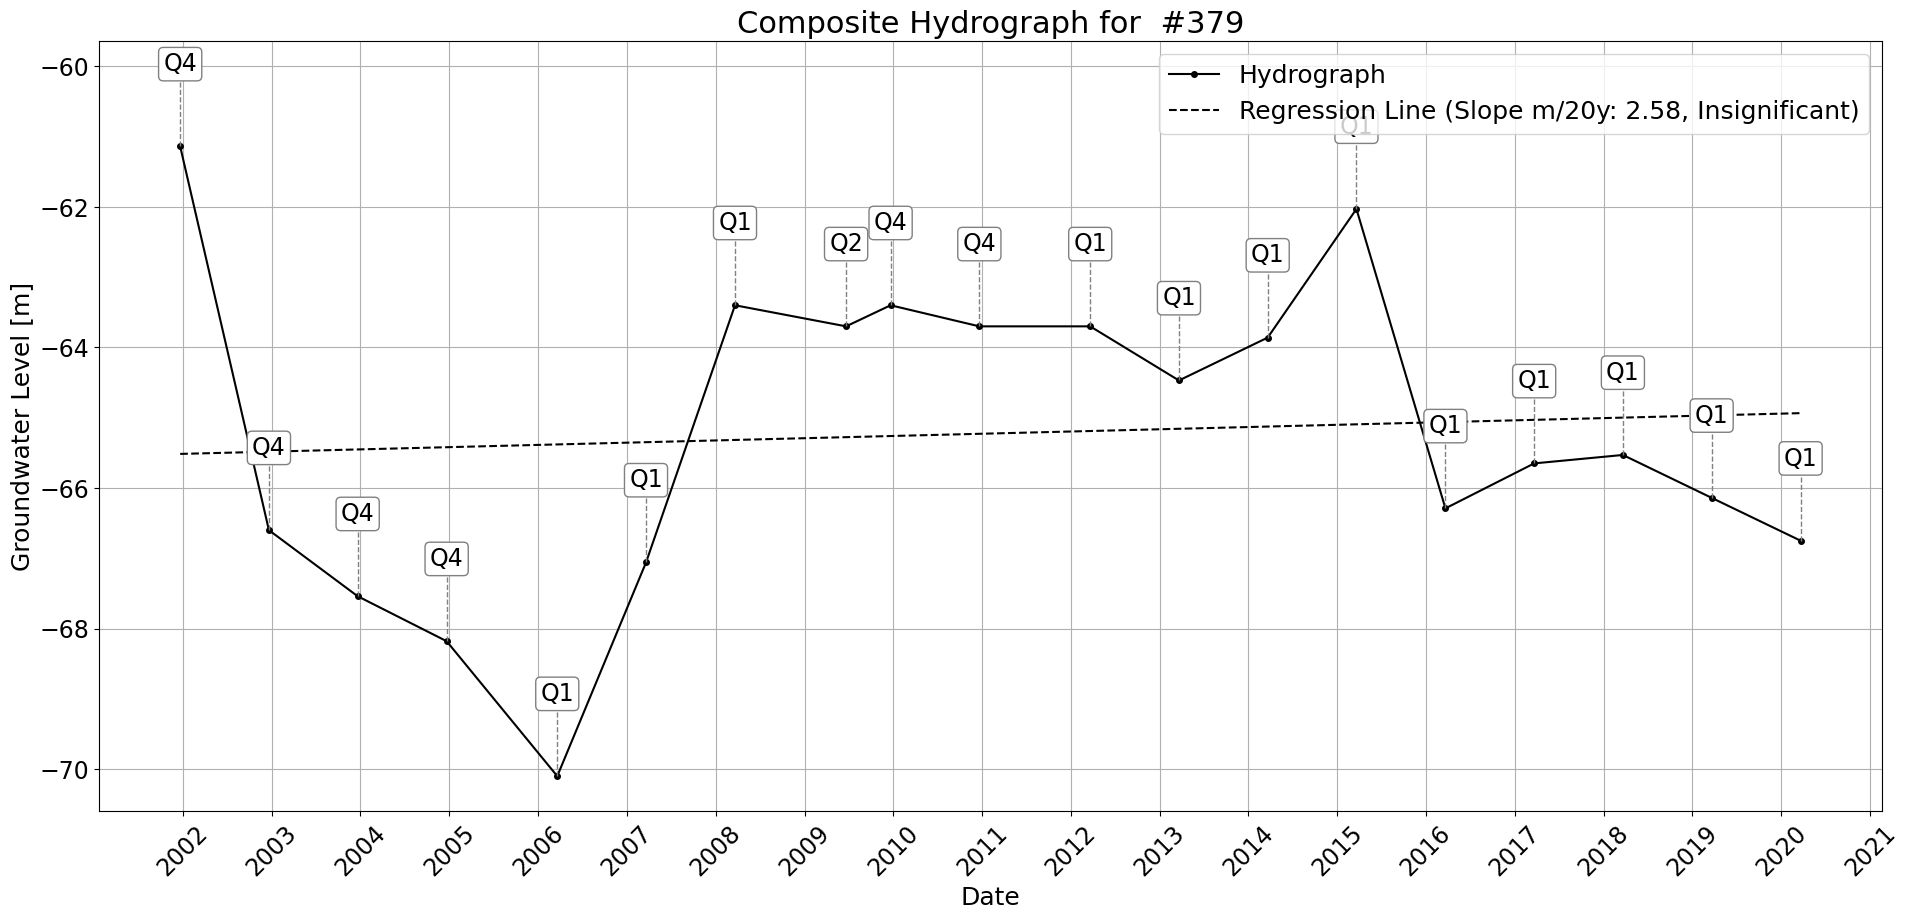 Composite Hydrograph for  #379
Hydrograph
Regression Line (Slope m/20y: 2.58, Insignificant)
Groundwater Level [m]
−60
−62
−64
−66
−68
−70
Q4
Q4
Q4
Q4
Q1
Q1
Q1
Q2
Q4
Q4
Q1
Q1
Q1
Q1
Q1
Q1
Q1
Q1
Q1
2002
2003
2004
2005
2006
2007
2008
2009
2010
2011
2012
2013
2014
2015
2016
2017
2018
2019
2020
2021
Date